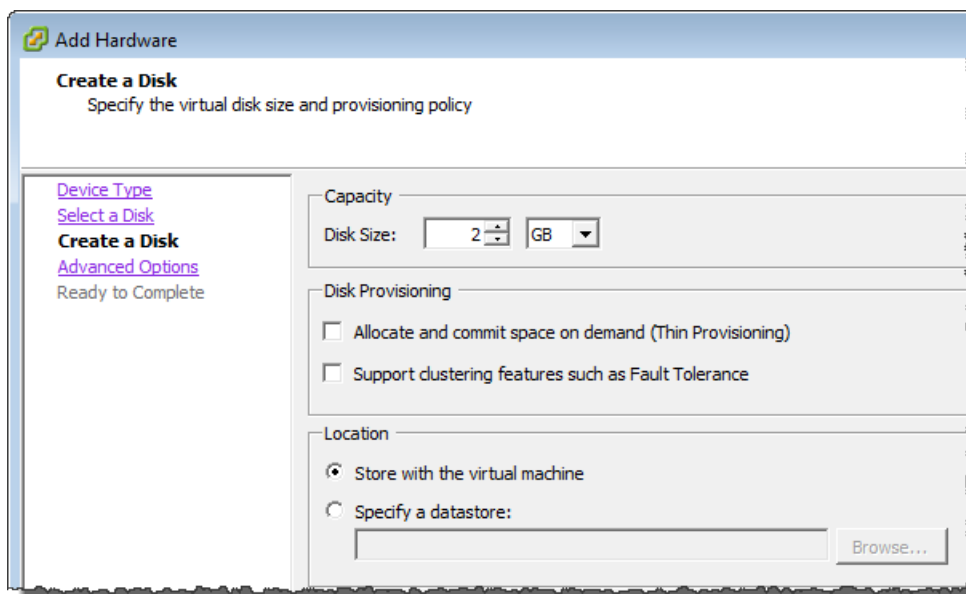 Add Hardware
Create a Disk
Specify the virtual disk size and provisioning policy
Device Type
Select a Disk
Create a Disk
Advanced Options
Ready to Complete
Capacity
Disk Size: 2 GB
Disk Provisioning
Allocate and commit space on demand (Thin Provisioning)
Support clustering features such as Fault Tolerance
Location
Store with the virtual machine
Specify a datastore:
Browse...